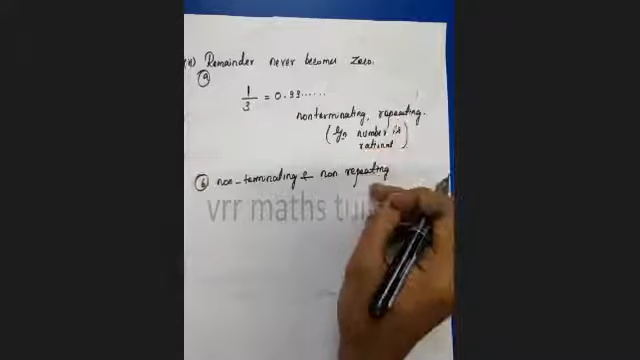 (ii) Remainder never becomes zero.
(a)
1/3 = 0.33......
nonterminating, repeating.
(Gn number is
rational)
(b) non-terminating & non repeating
vrr maths tu